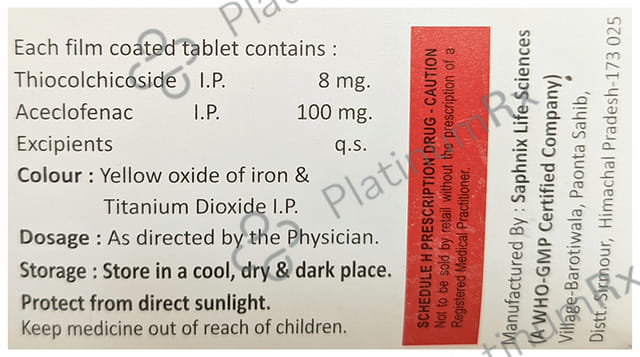 Each film coated tablet contains :
Thiocolchicoside I.P. 8 mg.
Aceclofenac I.P. 100 mg.
Excipients q.s.
Colour : Yellow oxide of iron &
Titanium Dioxide I.P.
Dosage : As directed by the Physician.
Storage : Store in a cool, dry & dark place.
Protect from direct sunlight.
Keep medicine out of reach of children.
SCHEDULE H PRESCRIPTION DRUG - CAUTION
Not to be sold by retail without the prescription of a
Registered Medical Practitioner.
Manufactured By : Saphnix Life Sciences
(A WHO-GMP Certified Company)
Village-Barotiwala, Paonta Sahib,
Distt. Sirmour, Himachal Pradesh-173 025
PlatinumRx
PlatinumRx